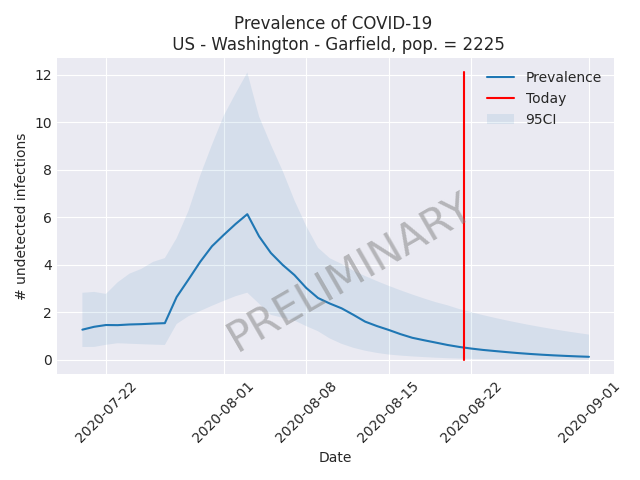 Prevalence of COVID-19
US - Washington - Garfield, pop. = 2225
12
10
8
6
4
2
0
# undetected infections
Prevalence
Today
95CI
PRELIMINARY
2020-07-22
2020-08-01
2020-08-08
2020-08-15
2020-08-22
2020-09-01
Date